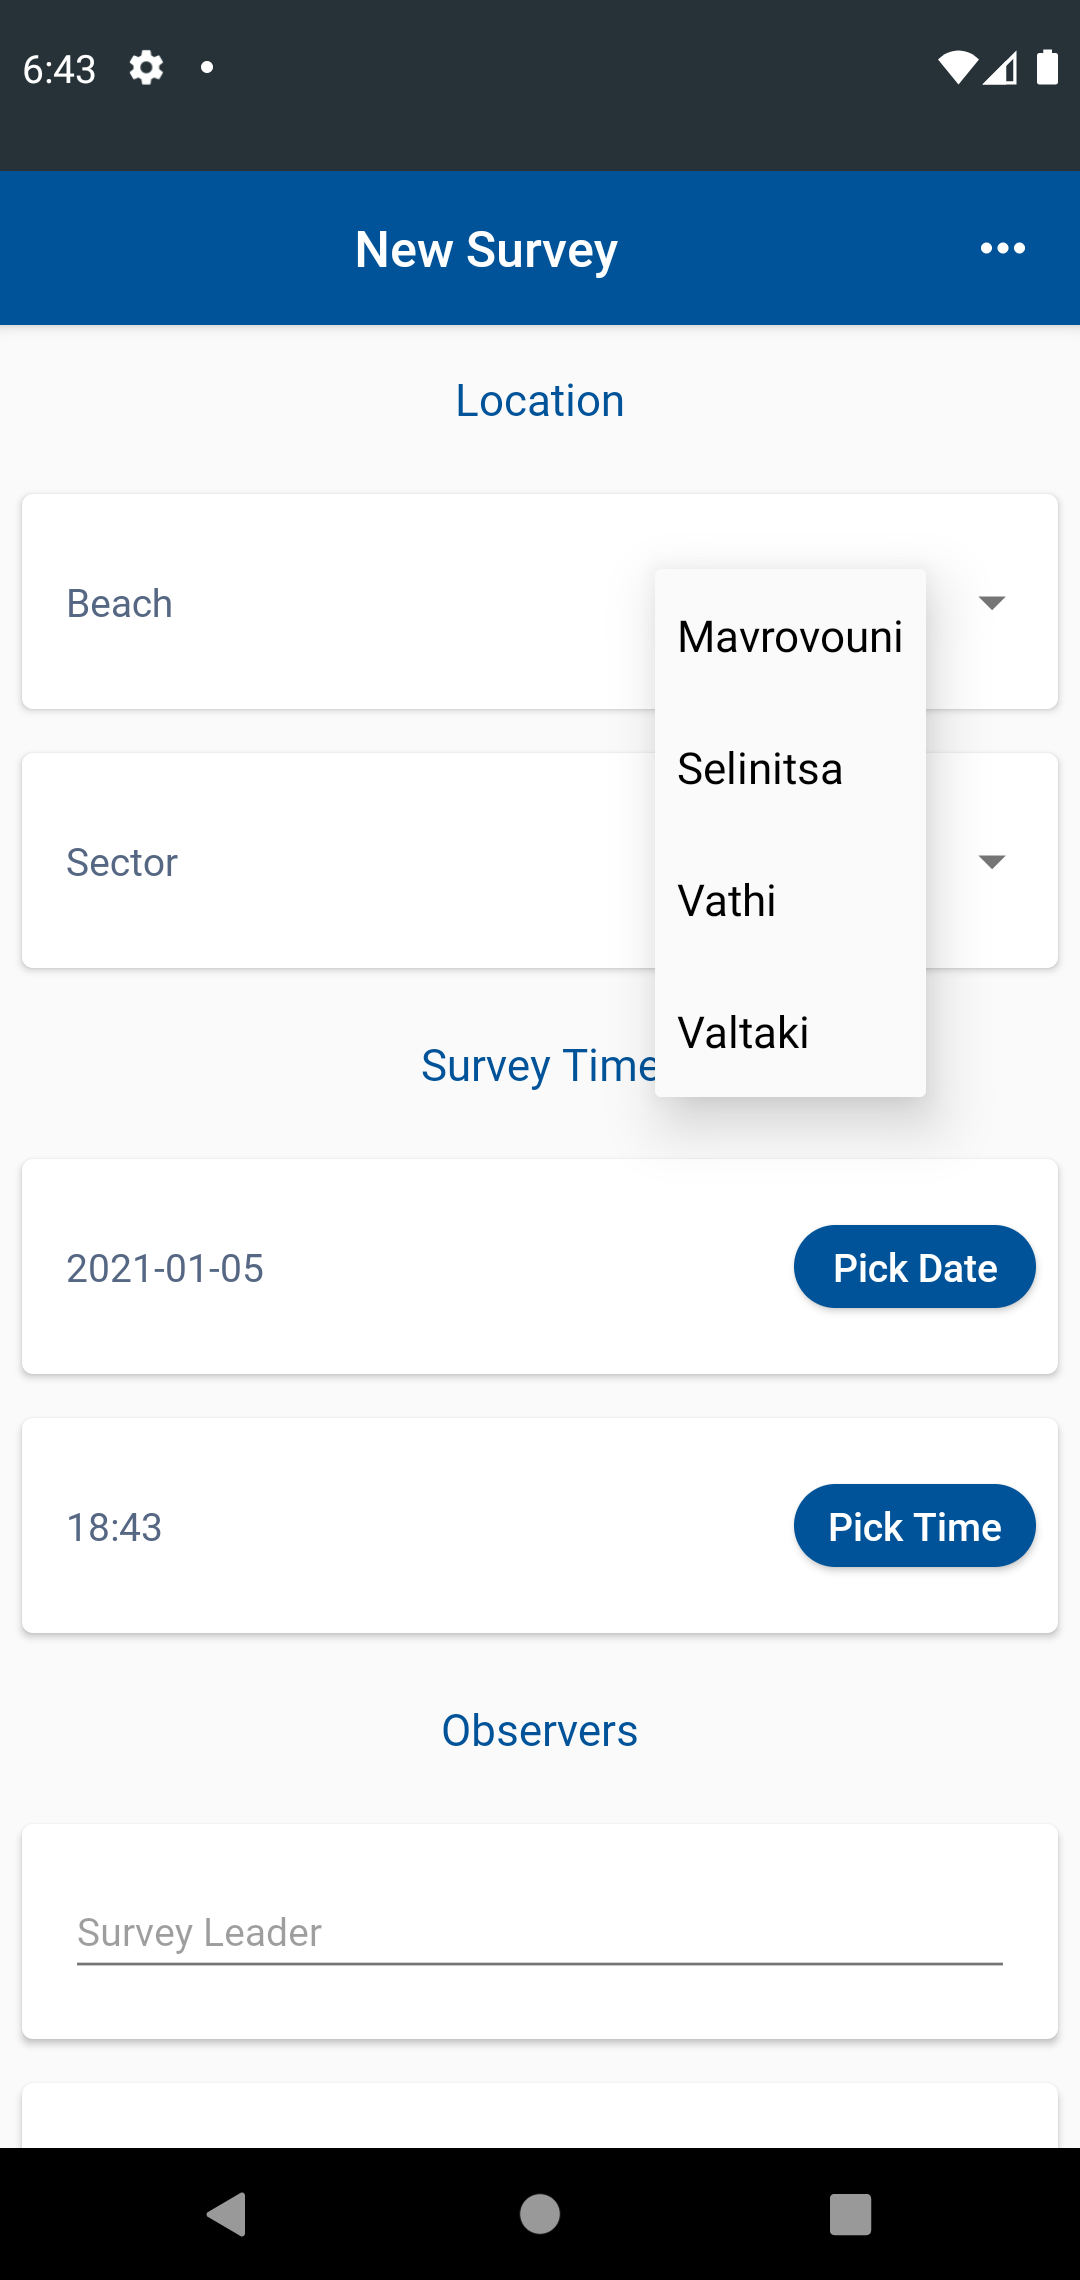 6:43
New Survey
Location
Beach
Mavrovouni
Selinitsa
Sector
Vathi
Valtaki
Survey Time
2021-01-05
Pick Date
18:43
Pick Time
Observers
Survey Leader